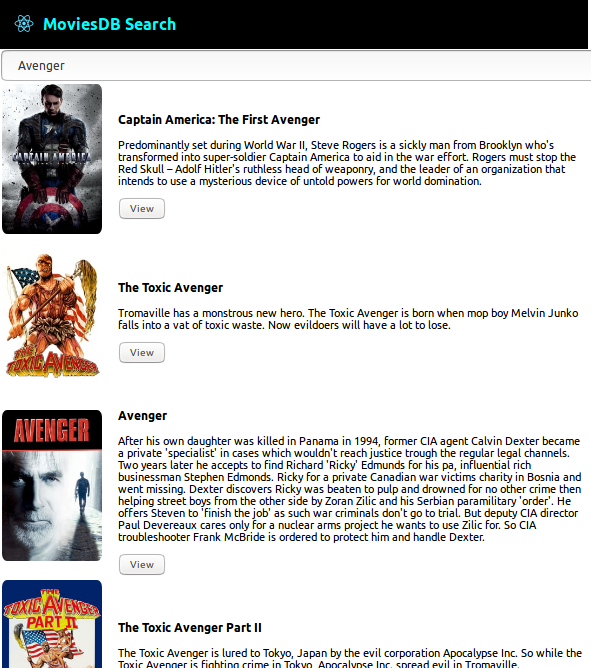 MoviesDB Search
Avenger
CAPTAIN AMERICA
Captain America: The First Avenger
Predominantly set during World War II, Steve Rogers is a sickly man from Brooklyn who's
transformed into super-soldier Captain America to aid in the war effort. Rogers must stop the
Red Skull – Adolf Hitler's ruthless head of weaponry, and the leader of an organization that
intends to use a mysterious device of untold powers for world domination.
View
THE
TOXIC AVENGER
The Toxic Avenger
Tromaville has a monstrous new hero. The Toxic Avenger is born when mop boy Melvin Junko
falls into a vat of toxic waste. Now evildoers will have a lot to lose.
View
AVENGER
Avenger
After his own daughter was killed in Panama in 1994, former CIA agent Calvin Dexter became
a private 'specialist' in cases which wouldn't reach justice trough the regular legal channels.
Two years later he accepts to find Richard 'Ricky' Edmunds for his pa, influential rich
businessman Stephen Edmonds. Ricky for a private Canadian war victims charity in Bosnia and
went missing. Dexter discovers Ricky was beaten to pulp and drowned for no other crime then
helping street boys from the other side by Zoran Zilic and his Serbian paramilitary 'order'. He
offers Steven to 'finish the job' as such war criminals don't go to trial. But deputy CIA director
Paul Devereaux cares only for a nuclear arms project he wants to use Zilic for. So CIA
troubleshooter Frank McBride is ordered to protect him and handle Dexter.
View
THE
TOXIC AVENGER
PART II
The Toxic Avenger Part II
The Toxic Avenger is lured to Tokyo, Japan by the evil corporation Apocalypse Inc. So while the
Toxic Avenger is fighting crime in Tokyo, Apocalypse Inc. spread evil in Tromaville.